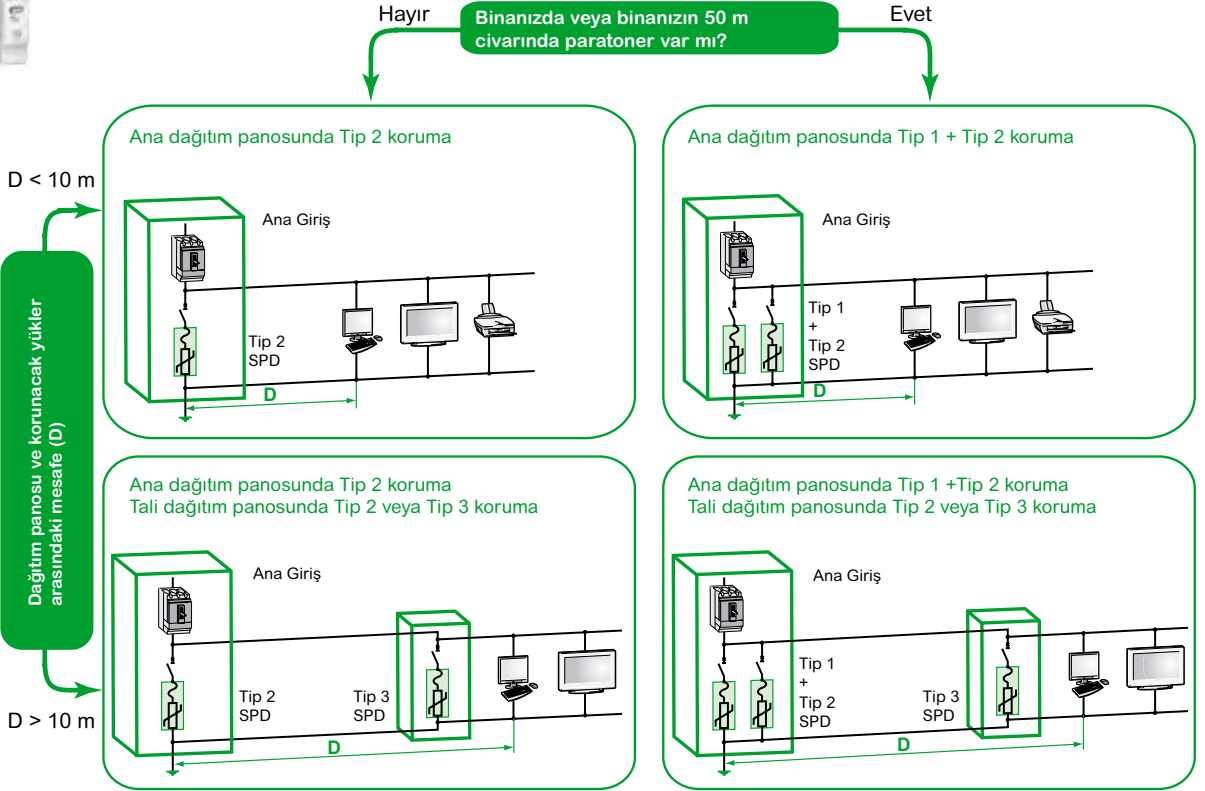 Hayır
Binanızda veya binanızın 50 m
civarında paratoner var mı?
Evet
Ana dağıtım panosunda Tip 2 koruma
Ana dağıtım panosunda Tip 1 + Tip 2 koruma
D < 10 m
Ana Giriş
Tip 2
SPD
D
Ana Giriş
Tip 1
+
Tip 2
SPD
D
Dağıtım panosu ve korunacak yükler
arasındaki mesafe (D)
Ana dağıtım panosunda Tip 2 koruma
Tali dağıtım panosunda Tip 2 veya Tip 3 koruma
Ana dağıtım panosunda Tip 1 +Tip 2 koruma
Tali dağıtım panosunda Tip 2 veya Tip 3 koruma
D > 10 m
Ana Giriş
Tip 2
SPD
Tip 3
SPD
D
Ana Giriş
Tip 1
+
Tip 2
SPD
Tip 3
SPD
D